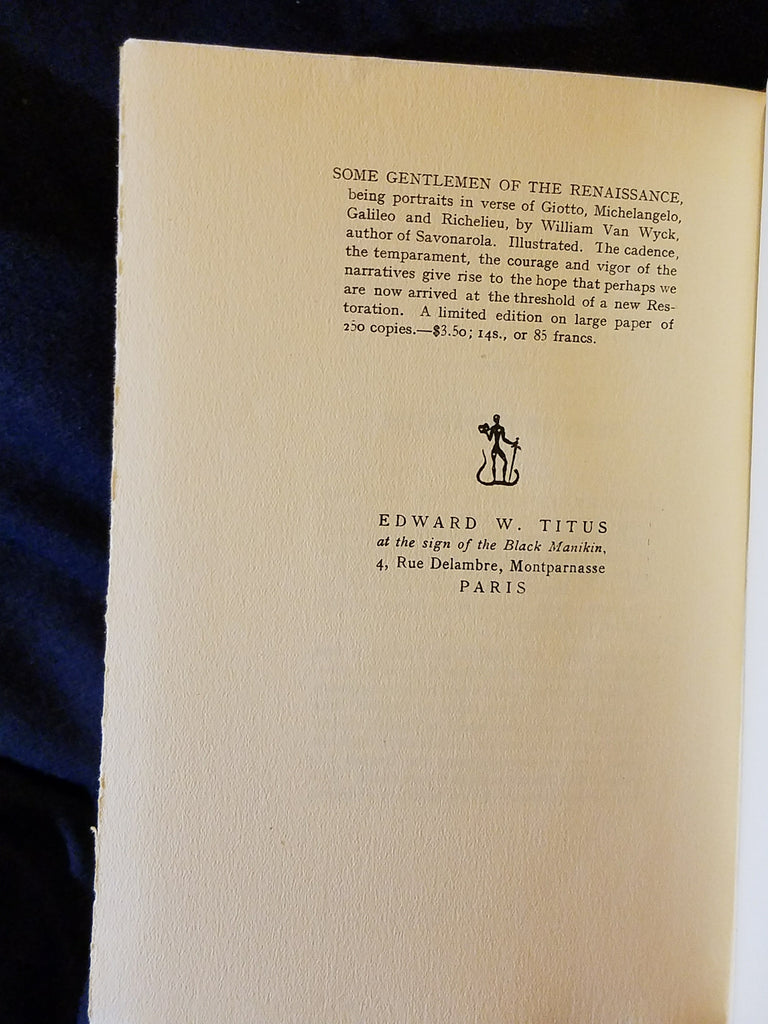 SOME GENTLEMEN OF THE RENAISSANCE,
being portraits in verse of Giotto, Michelangelo,
Galileo and Richelieu, by William Van Wyck,
author of Savonarola. Illustrated. The cadence,
the temparament, the courage and vigor of the
narratives give rise to the hope that perhaps we
are now arrived at the threshold of a new Res-
toration. A limited edition on large paper of
250 copies.—$3.50; 14s., or 85 francs.
EDWARD W. TITUS
at the sign of the Black Manikin,
4, Rue Delambre, Montparnasse
PARIS